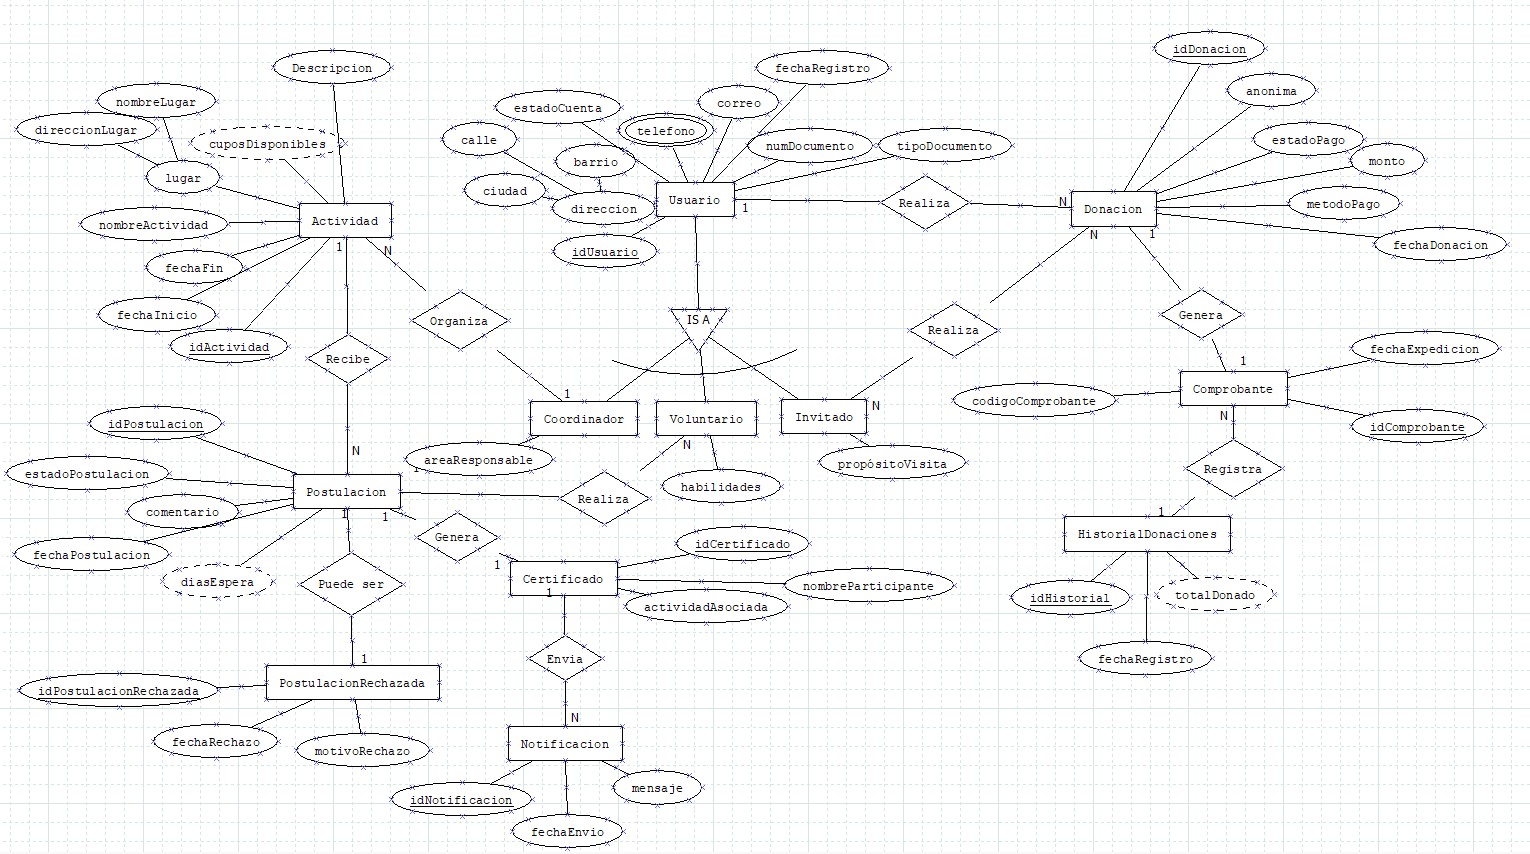 idDonacion
Descripcion
fechaRegistro
anonima
nombreLugar
estadoCuenta
correo
direccionLugar
telefono
cuposDisponibles
calle
numDocumento
tipoDocumento
estadoPago
monto
barrio
lugar
ciudad
Usuario
1
Realiza
N
Donacion
metodoPago
direccion
nombreActividad
Actividad
1
N
N
1
fechaDonacion
idUsuario
fechaFin
fechaInicio
Organiza
IS A
Realiza
Genera
idActividad
Recibe
fechaExpedicion
1
Comprobante
1
codigoComprobante
N
N
idComprobante
idPostulacion
Coordinador
Voluntario
Invitado
N
N
areaResponsable
propósitoVisita
1
Registra
estadoPostulacion
Postulacion
habilidades
Realiza
comentario
1
1
1
HistorialDonaciones
fechaPostulacion
Genera
idCertificado
1
diasEspera
Puede ser
Certificado
1
nombreParticipante
actividadAsociada
idHistorial
totalDonado
1
Envia
fechaRegistro
idPostulacionRechazada
PostulacionRechazada
N
fechaRechazo
motivoRechazo
Notificacion
idNotificacion
mensaje
fechaEnvio